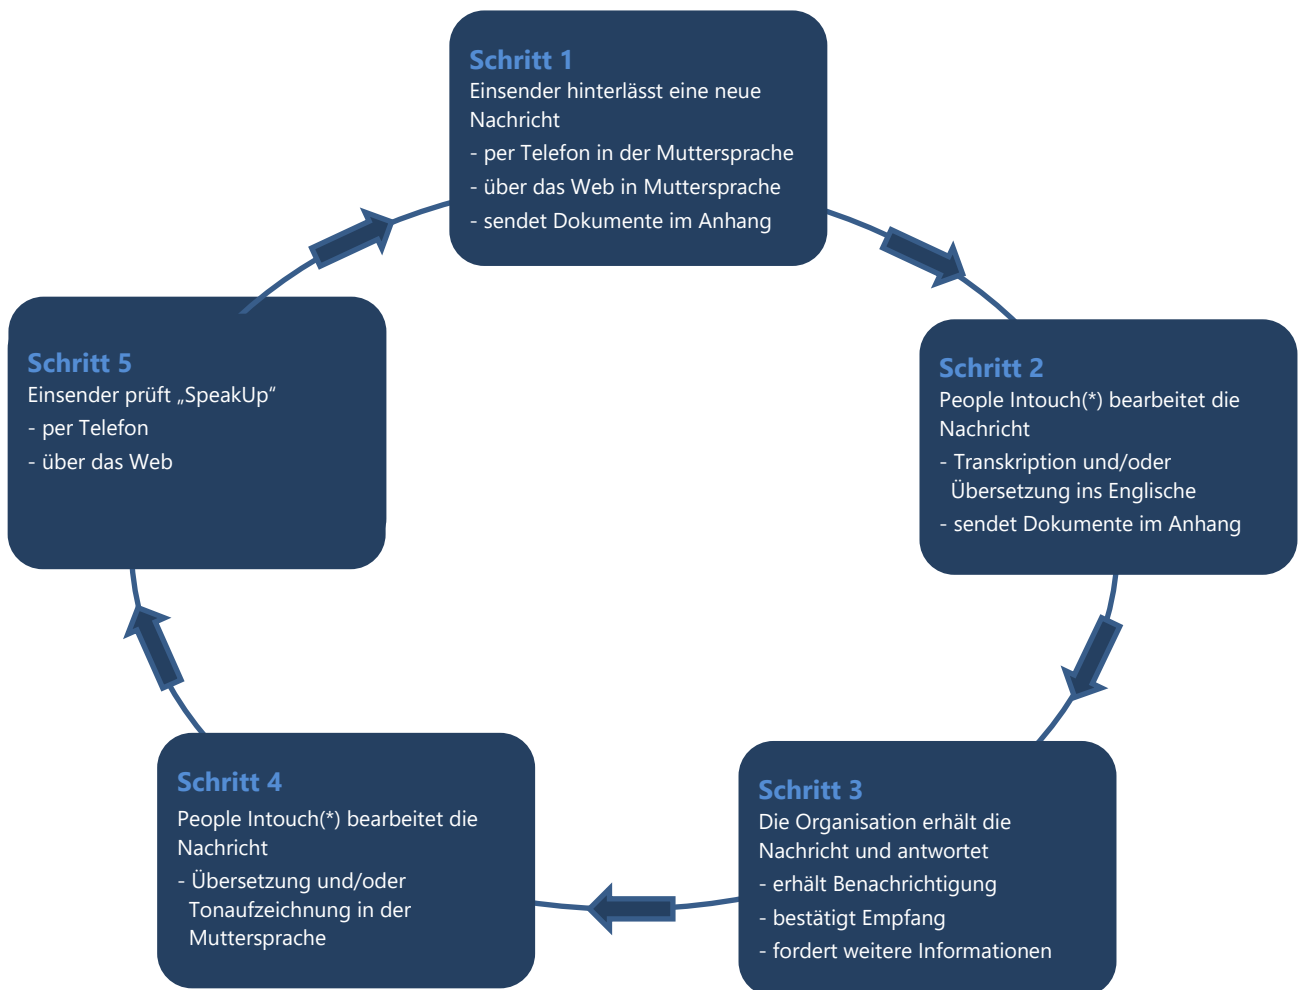 Schritt 1
Einsender hinterlässt eine neue
Nachricht
- per Telefon in der Muttersprache
- über das Web in Muttersprache
- sendet Dokumente im Anhang
Schritt 2
People Intouch(*) bearbeitet die
Nachricht
- Transkription und/oder
Übersetzung ins Englische
- sendet Dokumente im Anhang
Schritt 3
Die Organisation erhält die
Nachricht und antwortet
- erhält Benachrichtigung
- bestätigt Empfang
- fordert weitere Informationen
Schritt 4
People Intouch(*) bearbeitet die
Nachricht
- Übersetzung und/oder
Tonaufzeichnung in der
Muttersprache
Schritt 5
Einsender prüft „SpeakUp“
- per Telefon
- über das Web